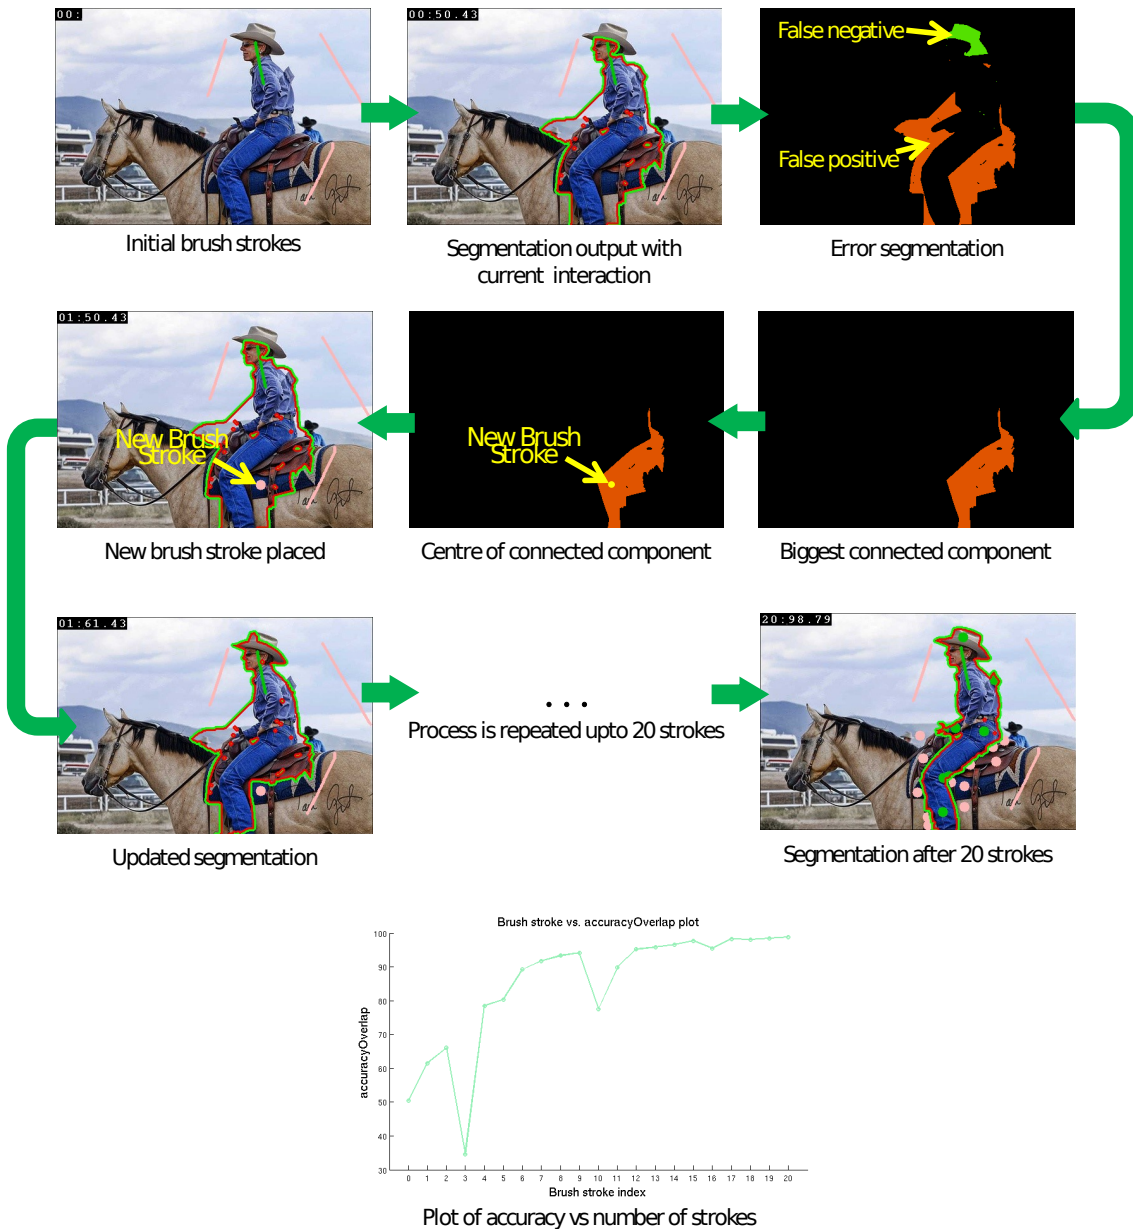 00:
00:50.43
False negative
False positive
Initial brush strokes
Segmentation output with
current interaction
Error segmentation
01:50.43
New Brush
Stroke
New Brush
Stroke
New brush stroke placed
Centre of connected component
Biggest connected component
01:61.43
20:98.79
. . .
Process is repeated upto 20 strokes
Updated segmentation
Segmentation after 20 strokes
Brush stroke vs. accuracyOverlap plot
accuracyOverlap
100
90
80
70
60
50
40
30
0 1 2 3 4 5 6 7 8 9 10 11 12 13 14 15 16 17 18 19 20
Brush stroke index
Plot of accuracy vs number of strokes